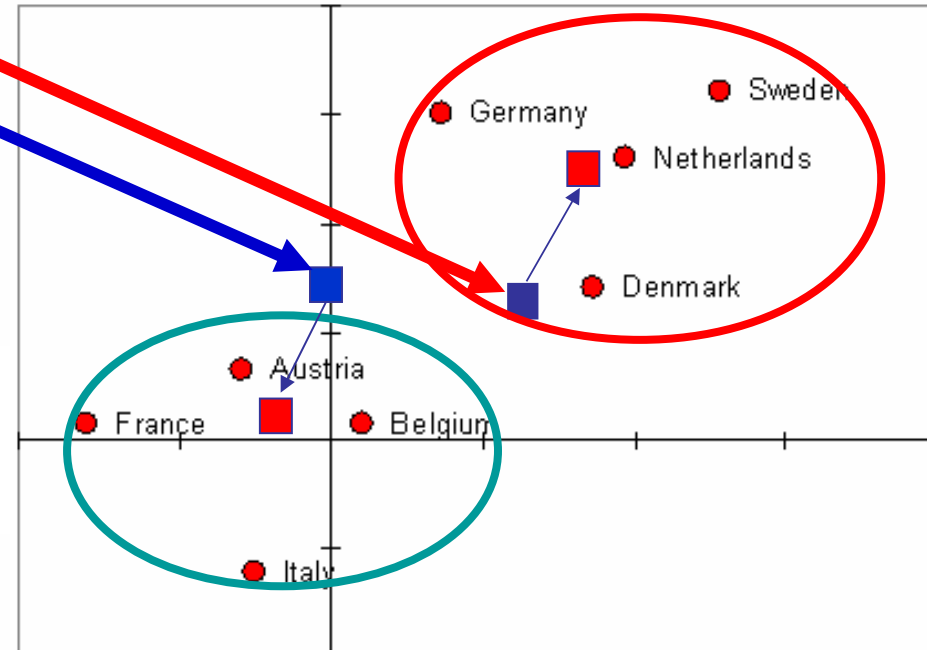 Sweden
Germany
Netherlands
Denmark
Austria
France
Belgium
Italy